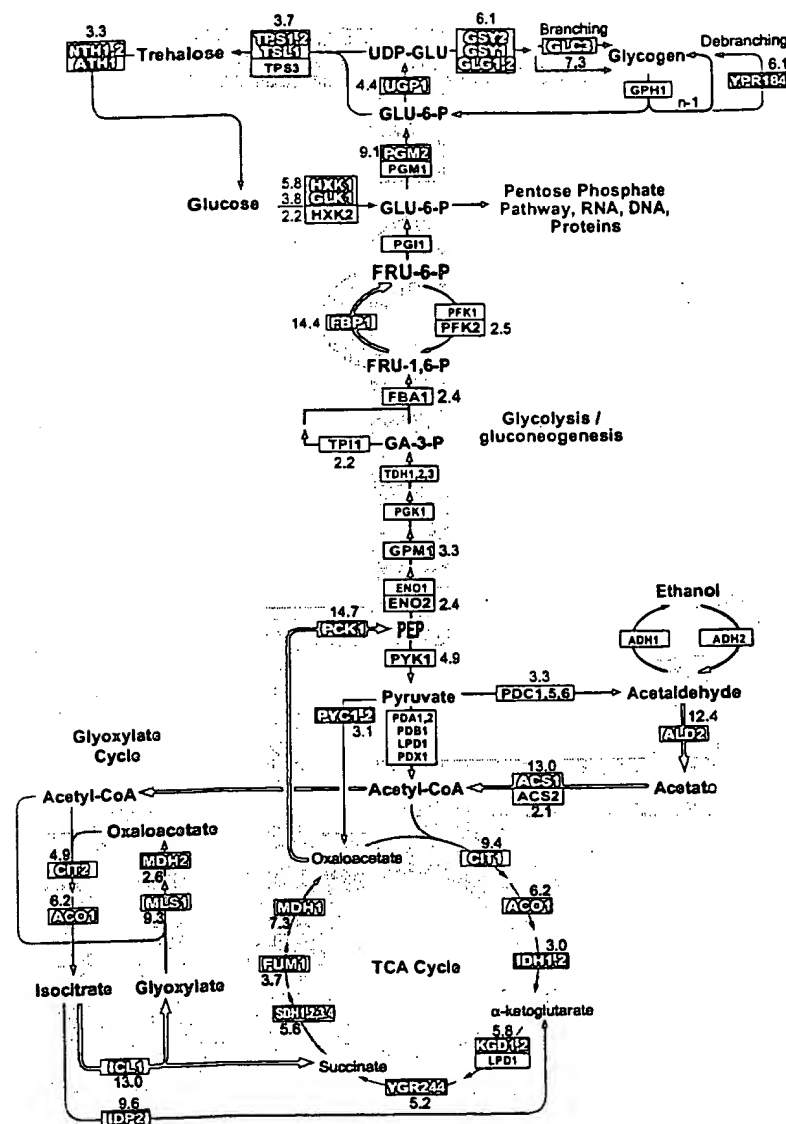 3.3
NTH1-2
ATH1
Trehalose
3.7
TPS1-2
TSL1
TPS3
UDP-GLU
6.1
GSY2
GSY1
GLG1-2
Branching
GLC3
7.3
Glycogen
Debranching
6.1
YPR184
GPH1
n-1
4.4
UGP1
GLU-6-P
9.1
PGM2
PGM1
Glucose
5.8
HXK1
3.8
GLK1
2.2
HXK2
GLU-6-P
Pentose Phosphate
Pathway, RNA, DNA,
Proteins
PGI1
FRU-6-P
14.4
FBP1
PFK1
PFK2
2.5
FRU-1,6-P
FBA1
2.4
Glycolysis /
gluconeogenesis
TPI1
2.2
GA-3-P
TDH1,2,3
PGK1
GPM1
3.3
ENO1
ENO2
2.4
14.7
PCK1
PEP
PYK1
4.9
Ethanol
ADH1
ADH2
Pyruvate
3.3
PDC1,5,6
Acetaldehyde
PYC1-2
3.1
PDA1,2
PDB1
LPD1
PDX1
12.4
ALD2
Glyoxylate
Cycle
Acetyl-CoA
Acetyl-CoA
13.0
ACS1
ACS2
2.1
Acetato
Oxaloacetate
4.9
CIT2
MDH2
2.6
6.2
ACO1
MLS1
9.3
Isocitrate
Glyoxylate
Oxaloacetate
9.4
CIT1
MDH1
7.3
6.2
ACO1
FUM1
3.7
TCA Cycle
3.0
IDH1-2
SDH1-2-3-4
5.6
α-ketoglutarate
5.8
KGD1-2
LPD1
Succinate
YGR244
5.2
ICL1
13.0
9.6
IDP2